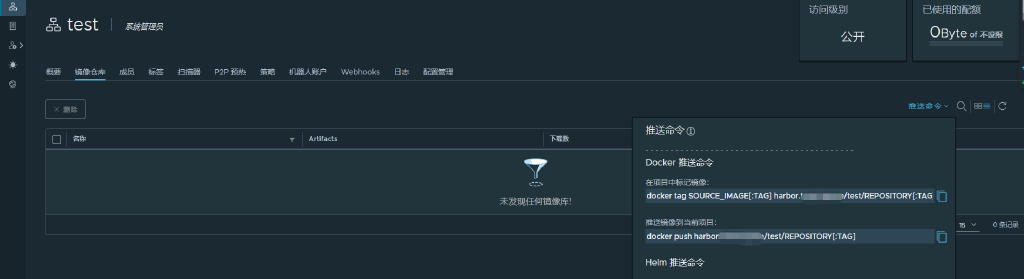 test
系统管理员
访问级别
公开
已使用的配额
0Byte of 不设限
概要 镜像仓库 成员 标签 扫描器 P2P 预热 策略 机器人账户 Webhooks 日志 配置管理
× 删除
推送命令
名称 Artifacts 下载数
未发现任何镜像库!
推送命令
Docker 推送命令
在项目中标记镜像:
docker tag SOURCE_IMAGE[:TAG] harbor. /test/REPOSITORY[:TAG]
推送镜像到当前项目:
docker push harbor /test/REPOSITORY[:TAG]
Helm 推送命令
15
0 条记录